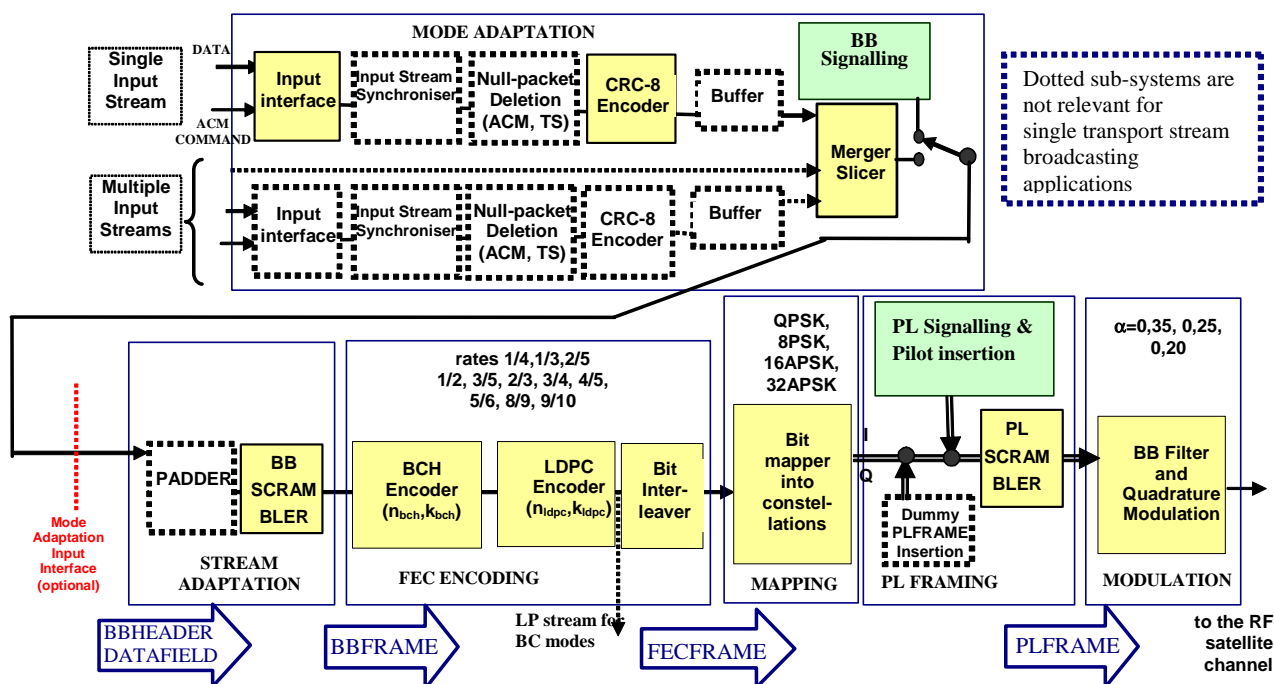 MODE ADAPTATION
Single
Input
Stream
DATA
ACM
COMMAND
Input
interface
Input Stream
Synchroniser
Null-packet
Deletion
(ACM, TS)
CRC-8
Encoder
Buffer
BB
Signalling
Merger
Slicer
Dotted sub-systems are
not relevant for
single transport stream
broadcasting
applications
Multiple
Input
Streams
Input
interface
Input Stream
Synchroniser
Null-packet
Deletion
(ACM, TS)
CRC-8
Encoder
Buffer
Mode
Adaptation
Input
Interface
(optional)
PADDER
BB
SCRAM
BLER
STREAM
ADAPTATION
rates 1/4,1/3,2/5
1/2, 3/5, 2/3, 3/4, 4/5,
5/6, 8/9, 9/10
BCH
Encoder
(nbch,kbch)
LDPC
Encoder
(nldpc,kldpc)
Bit
Inter-
leaver
FEC ENCODING
LP stream for
BC modes
QPSK,
8PSK,
16APSK,
32APSK
Bit
mapper
into
constel-
lations
MAPPING
I
Q
PL Signalling &
Pilot insertion
Dummy
PLFRAME
Insertion
PL
SCRAM
BLER
PL FRAMING
α=0,35, 0,25,
0,20
BB Filter
and
Quadrature
Modulation
MODULATION
BBHEADER
DATAFIELD
BBFRAME
FECFRAME
PLFRAME
to the RF
satellite
channel